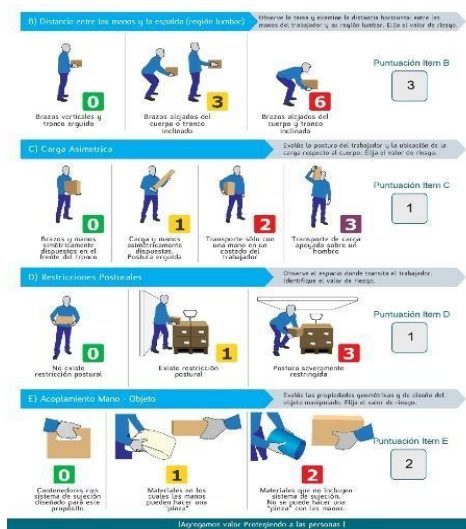 B) Distancia entre las manos y la espalda (región lumbar)
Observe la tarea y examine la distancia horizontal entre las
manos del trabajador y su región lumbar. Elija el valor de riesgo.
0
3
6
Brazos verticales y
tronco erguido
Brazos alejados del
cuerpo o tronco
inclinado
Brazos alejados del
cuerpo y tronco
inclinado
Puntuación Item B
3
C) Carga Asimetrica
Evalúe la postura del trabajador y la ubicación de la
carga respecto al cuerpo. Elija el valor de riesgo.
0
1
2
3
Brazos y manos
simétricamente
dispuestos en el
frente del tronco
Carga y manos
asimétricamente
dispuestas.
Postura erguida
Transporte sólo con
una mano en un
costado del
trabajador
Transporte de carga
apoyada sobre un
hombro
Puntuación Item C
1
D) Restricciones Posturales
Observe el espacio donde transita el trabajador.
Identifique el valor de riesgo.
0
1
3
No existe
restricción postural
Existe restricción
postural
Postura severamente
restringida
Puntuación Item D
1
E) Acoplamiento Mano - Objeto
Evalúe las propiedades geométricas y de diseño del
objeto manipulado. Elija el valor de riesgo.
0
1
2
Contenedores con
sistema de sujeción
diseñado para este
propósito
Materiales en los
cuales las manos
pueden hacer una
"pinza"
Materiales que no incluyen
sistema de sujeción.
No se puede hacer una
"pinza" con las manos.
Puntuación Item E
2
|Agregamos valor Protegiendo a las personas |